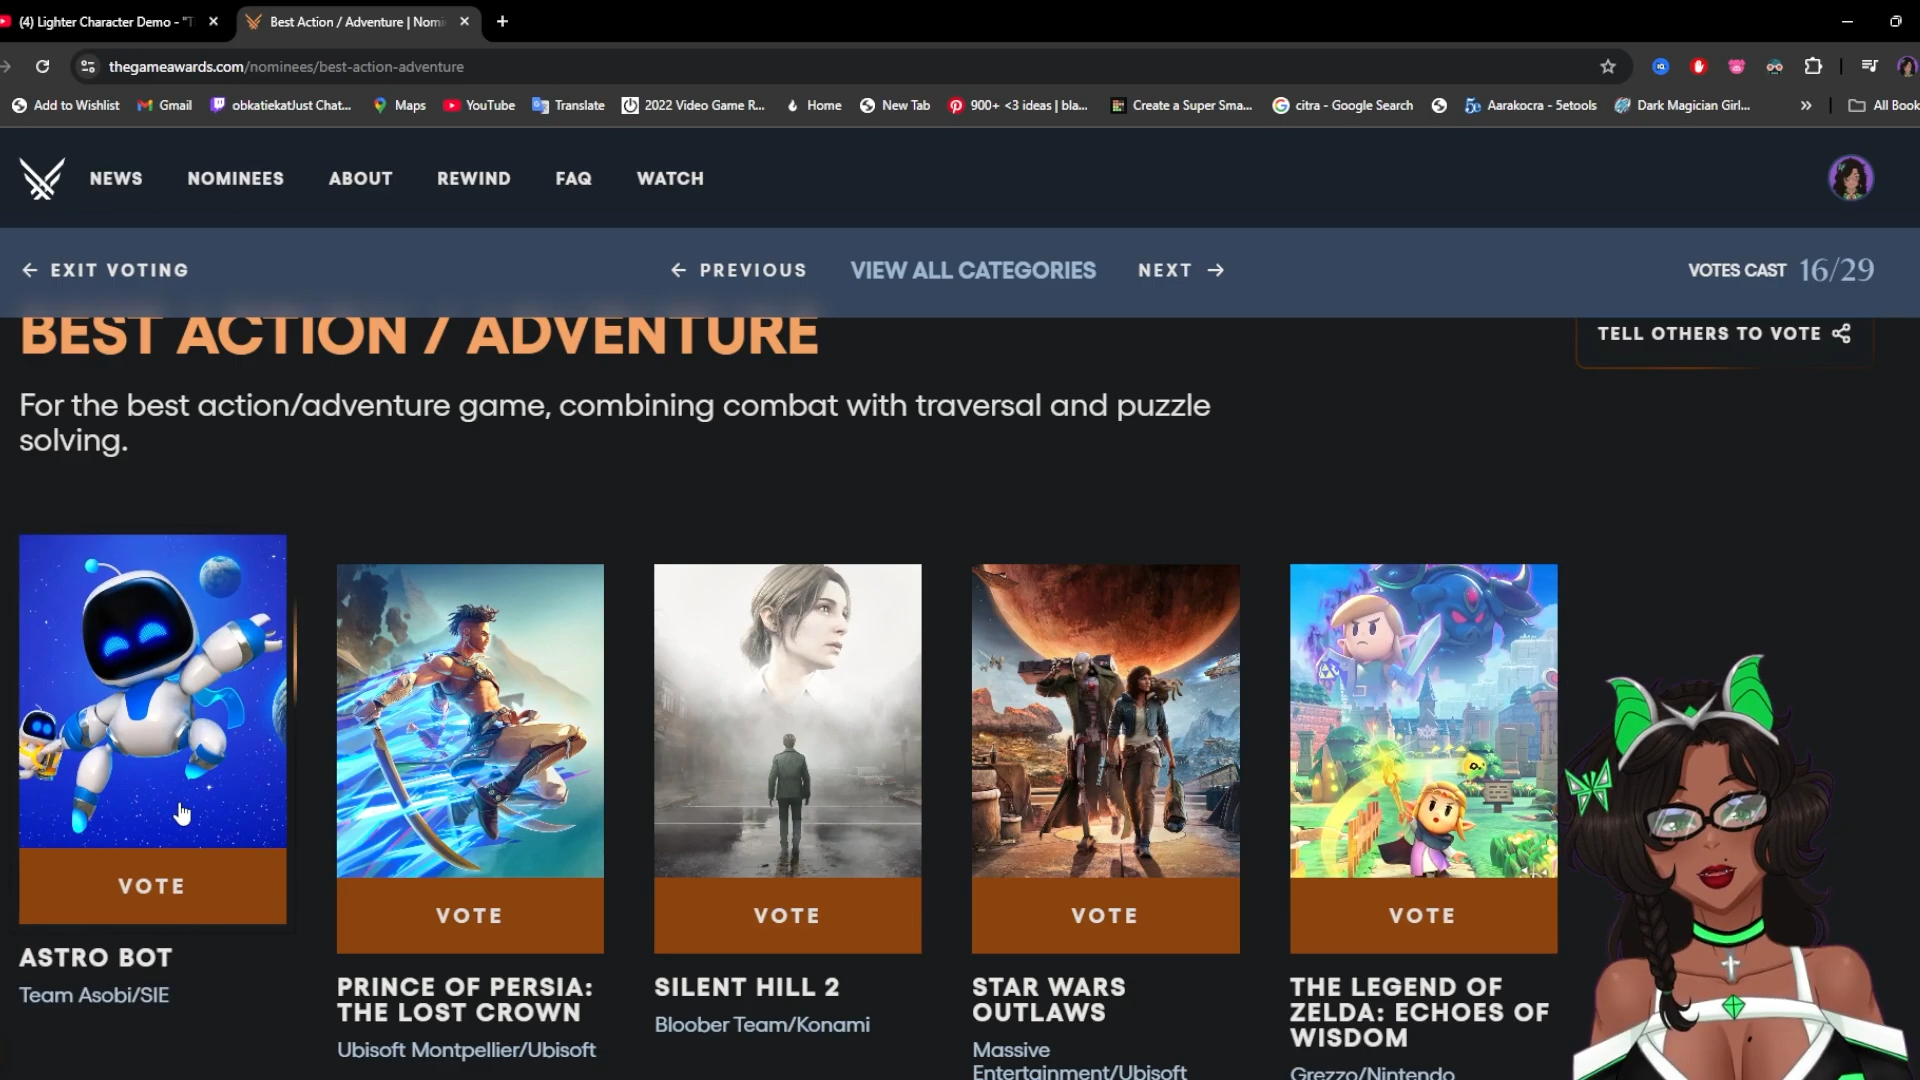 (4) Lighter Character Demo - "T
Best Action / Adventure | Nomi
thegameawards.com/nominees/best-action-adventure
Add to Wishlist
Gmail
obkatiekatJust Chat...
Maps
YouTube
Translate
2022 Video Game R...
Home
New Tab
900+ <3 ideas | bla...
Create a Super Sma...
citra - Google Search
Aarakocra - 5etools
Dark Magician Girl...
»
All Book
NEWS
NOMINEES
ABOUT
REWIND
FAQ
WATCH
← EXIT VOTING
← PREVIOUS
VIEW ALL CATEGORIES
NEXT →
VOTES CAST 16/29
BEST ACTION / ADVENTURE
TELL OTHERS TO VOTE
For the best action/adventure game, combining combat with traversal and puzzle
solving.
VOTE
ASTRO BOT
Team Asobi/SIE
VOTE
PRINCE OF PERSIA:
THE LOST CROWN
Ubisoft Montpellier/Ubisoft
VOTE
SILENT HILL 2
Bloober Team/Konami
VOTE
STAR WARS
OUTLAWS
Massive
Entertainment/Ubisoft
VOTE
THE LEGEND OF
ZELDA: ECHOES OF
WISDOM
Grezzo/Nintendo